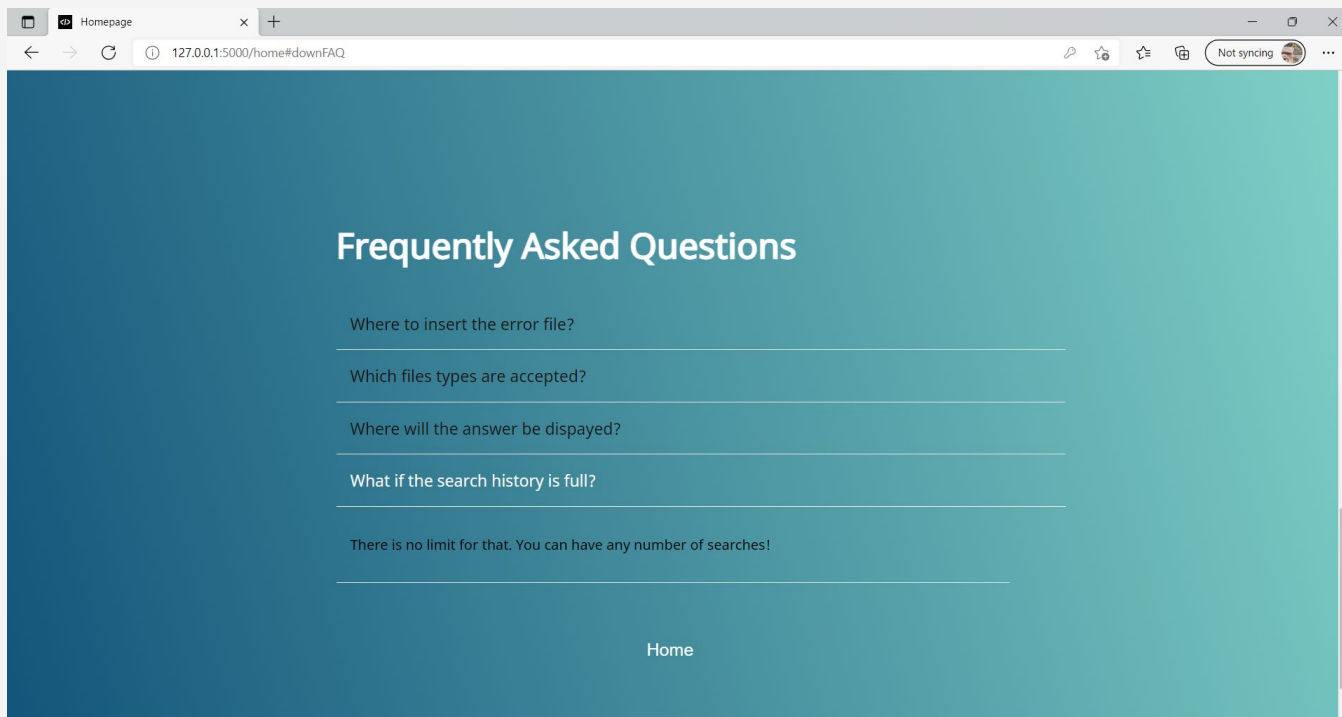 Homepage
127.0.0.1:5000/home#downFAQ
Not syncing
Frequently Asked Questions
Where to insert the error file?
Which files types are accepted?
Where will the answer be dispayed?
What if the search history is full?
There is no limit for that. You can have any number of searches!
Home